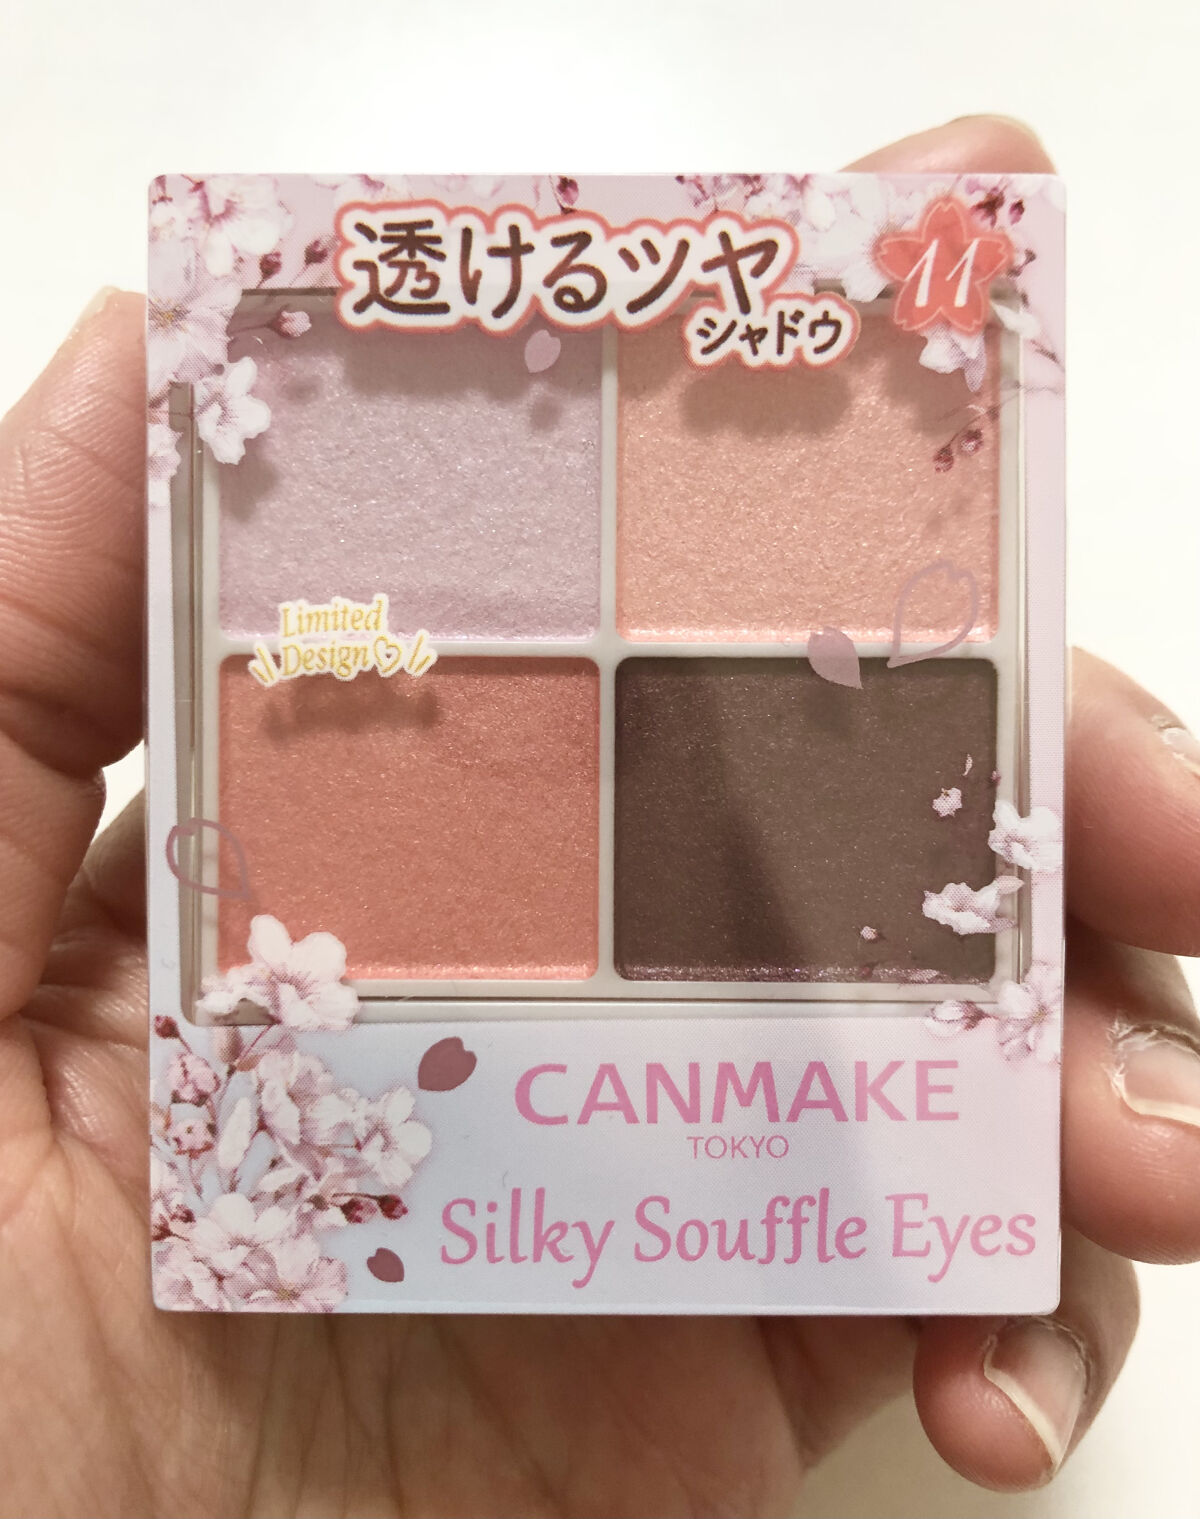 透けるツヤ
シャドウ
11
Limited
Design♡
CANMAKE
TOKYO
Silky Souffle Eyes